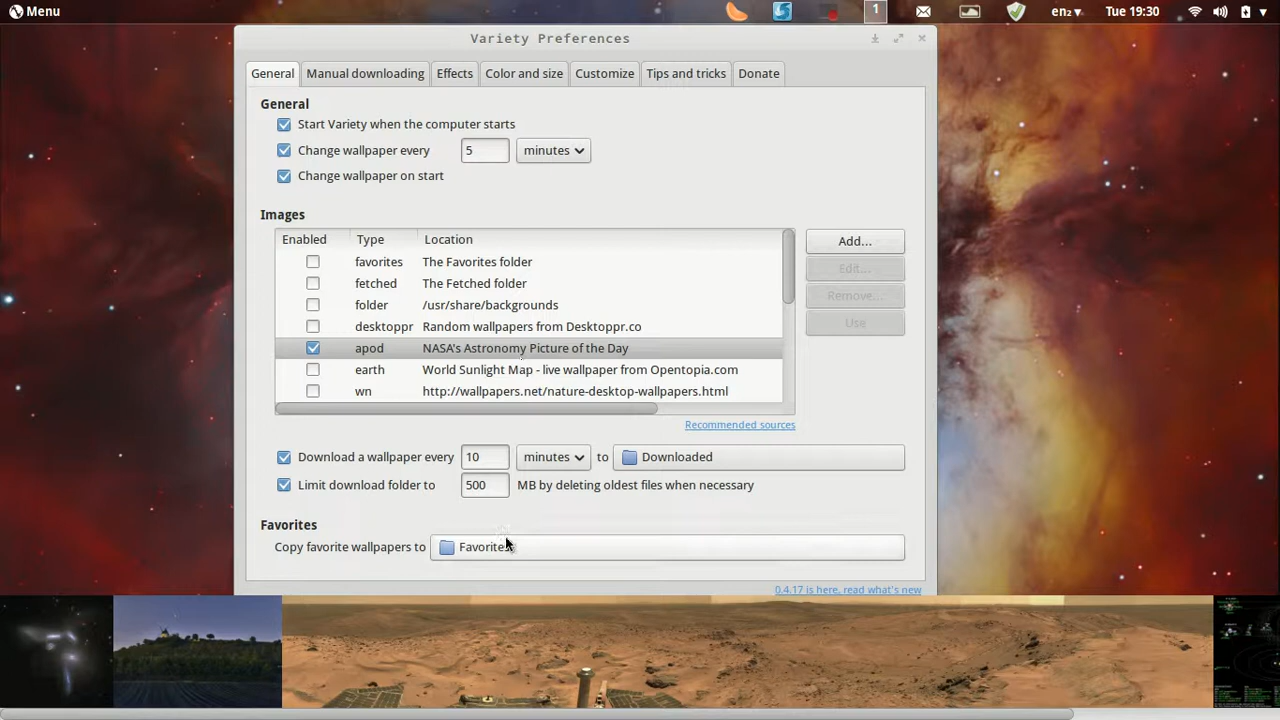 Menu
1
en₂
Tue 19:30
Variety Preferences
General
Manual downloading
Effects
Color and size
Customize
Tips and tricks
Donate
General
Start Variety when the computer starts
Change wallpaper every 5 minutes
Change wallpaper on start
Images
Enabled Type Location
favorites The Favorites folder
fetched The Fetched folder
folder /usr/share/backgrounds
desktoppr Random wallpapers from Desktoppr.co
apod NASA's Astronomy Picture of the Day
earth World Sunlight Map - live wallpaper from Opentopia.com
wn http://wallpapers.net/nature-desktop-wallpapers.html
Add...
Edit...
Remove...
Use
Recommended sources
Download a wallpaper every 10 minutes to Downloaded
Limit download folder to 500 MB by deleting oldest files when necessary
Favorites
Copy favorite wallpapers to Favorites
0.4.17 is here, read what's new